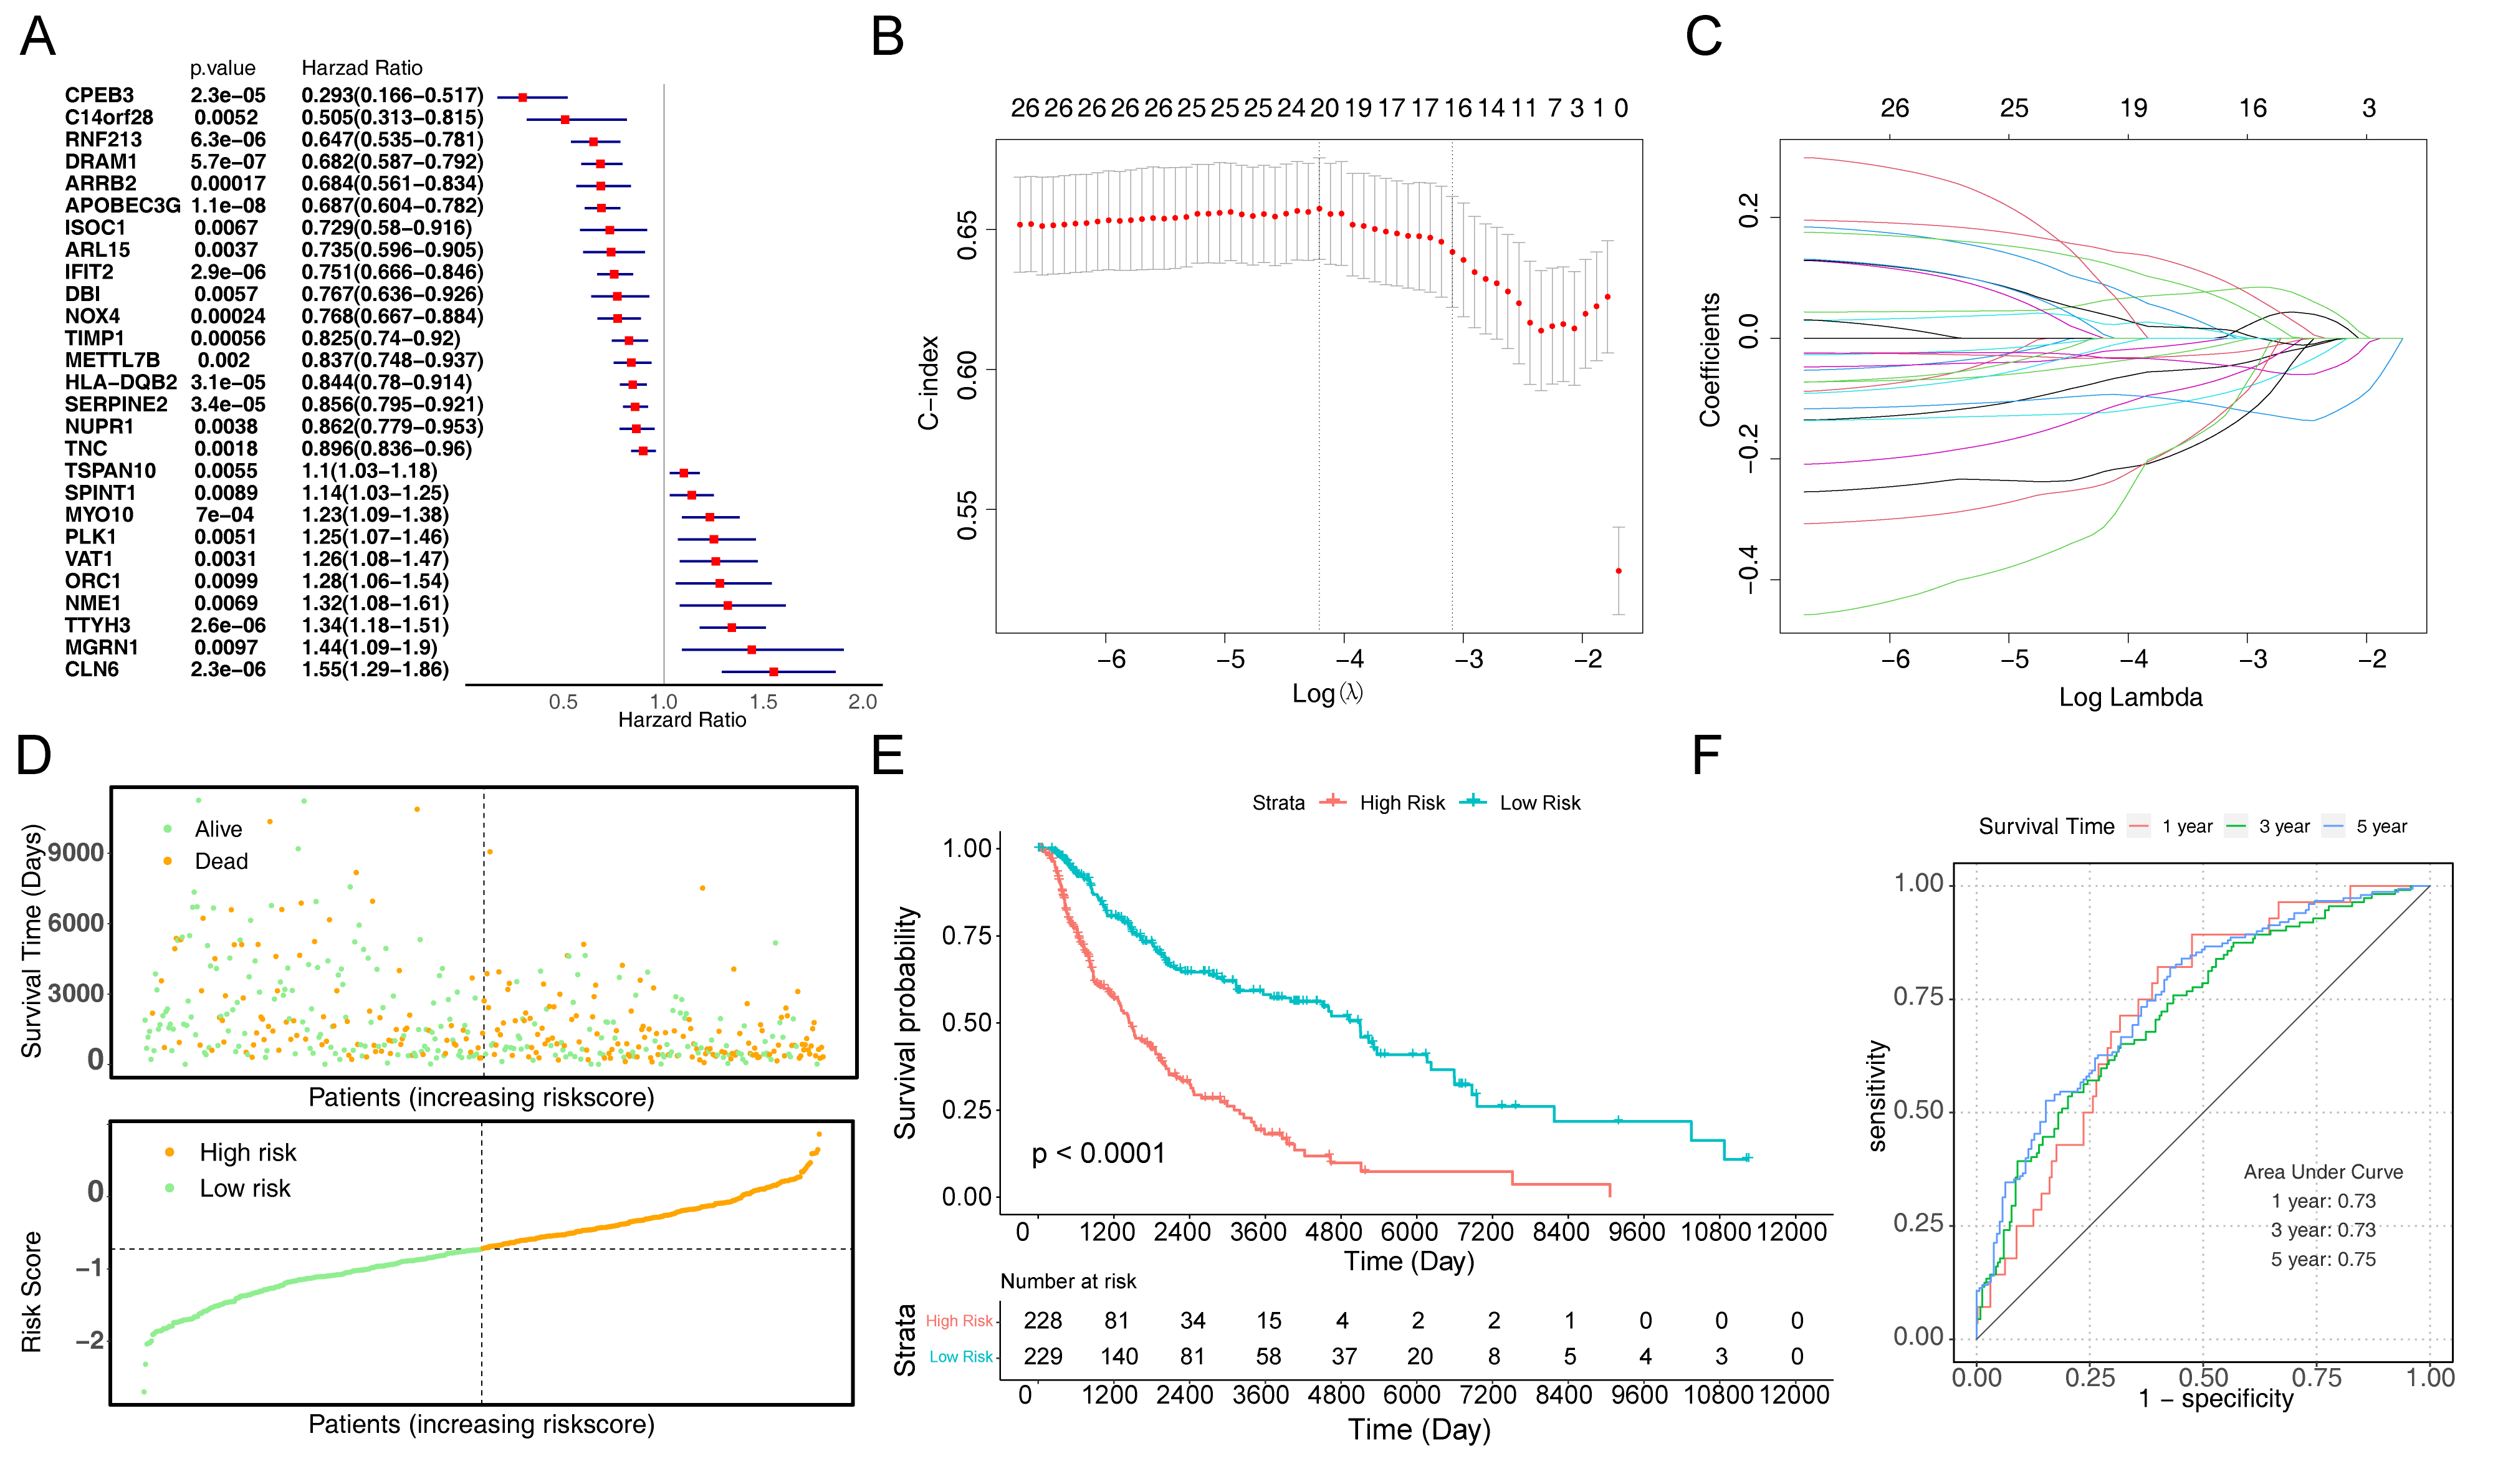 A
p.value Harzad Ratio
CPEB3 2.3e−05 0.293(0.166−0.517)
C14orf28 0.0052 0.505(0.313−0.815)
RNF213 6.3e−06 0.647(0.535−0.781)
DRAM1 5.7e−07 0.682(0.587−0.792)
ARRB2 0.00017 0.684(0.561−0.834)
APOBEC3G 1.1e−08 0.687(0.604−0.782)
ISOC1 0.0067 0.729(0.58−0.916)
ARL15 0.0037 0.735(0.596−0.905)
IFIT2 2.9e−06 0.751(0.666−0.846)
DBI 0.0057 0.767(0.636−0.926)
NOX4 0.00024 0.768(0.667−0.884)
TIMP1 0.00056 0.825(0.74−0.92)
METTL7B 0.002 0.837(0.748−0.937)
HLA−DQB2 3.1e−05 0.844(0.78−0.914)
SERPINE2 3.4e−05 0.856(0.795−0.921)
NUPR1 0.0038 0.862(0.779−0.953)
TNC 0.0018 0.896(0.836−0.96)
TSPAN10 0.0055 1.1(1.03−1.18)
SPINT1 0.0089 1.14(1.03−1.25)
MYO10 7e−04 1.23(1.09−1.38)
PLK1 0.0051 1.25(1.07−1.46)
VAT1 0.0031 1.26(1.08−1.47)
ORC1 0.0099 1.28(1.06−1.54)
NME1 0.0069 1.32(1.08−1.61)
TTYH3 2.6e−06 1.34(1.18−1.51)
MGRN1 0.0097 1.44(1.09−1.9)
CLN6 2.3e−06 1.55(1.29−1.86)
0.5 1.0 1.5 2.0
Harzard Ratio
B
26 26 26 26 26 25 25 25 24 20 19 17 17 16 14 11 7 3 1 0
C−index
0.65
0.60
0.55
−6 −5 −4 −3 −2
Log(λ)
C
26 25 19 16 3
Coefficients
0.2
0.0
−0.2
−0.4
−6 −5 −4 −3 −2
Log Lambda
D
Survival Time (Days)
9000
6000
3000
0
Alive
Dead
Patients (increasing riskscore)
Risk Score
0
−1
−2
High risk
Low risk
Patients (increasing riskscore)
E
Strata High Risk Low Risk
Survival probability
1.00
0.75
0.50
0.25
0.00
p < 0.0001
0 1200 2400 3600 4800 6000 7200 8400 9600 10800 12000
Time (Day)
Number at risk
Strata
High Risk 228 81 34 15 4 2 2 1 0 0 0
Low Risk 229 140 81 58 37 20 8 5 4 3 0
0 1200 2400 3600 4800 6000 7200 8400 9600 10800 12000
Time (Day)
F
Survival Time 1 year 3 year 5 year
sensitivity
1.00
0.75
0.50
0.25
0.00
Area Under Curve
1 year: 0.73
3 year: 0.73
5 year: 0.75
0.00 0.25 0.50 0.75 1.00
1 − specificity